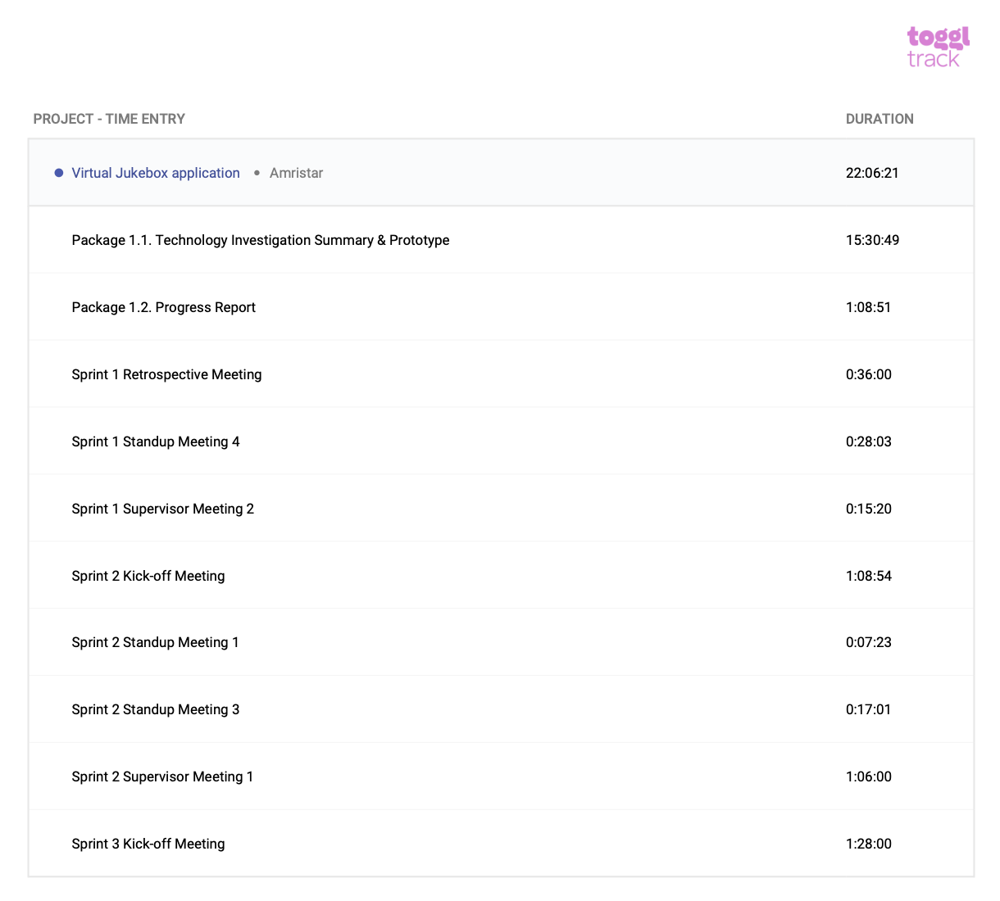 toggl
track
PROJECT - TIME ENTRY DURATION
Virtual Jukebox application • Amristar 22:06:21
Package 1.1. Technology Investigation Summary & Prototype 15:30:49
Package 1.2. Progress Report 1:08:51
Sprint 1 Retrospective Meeting 0:36:00
Sprint 1 Standup Meeting 4 0:28:03
Sprint 1 Supervisor Meeting 2 0:15:20
Sprint 2 Kick-off Meeting 1:08:54
Sprint 2 Standup Meeting 1 0:07:23
Sprint 2 Standup Meeting 3 0:17:01
Sprint 2 Supervisor Meeting 1 1:06:00
Sprint 3 Kick-off Meeting 1:28:00